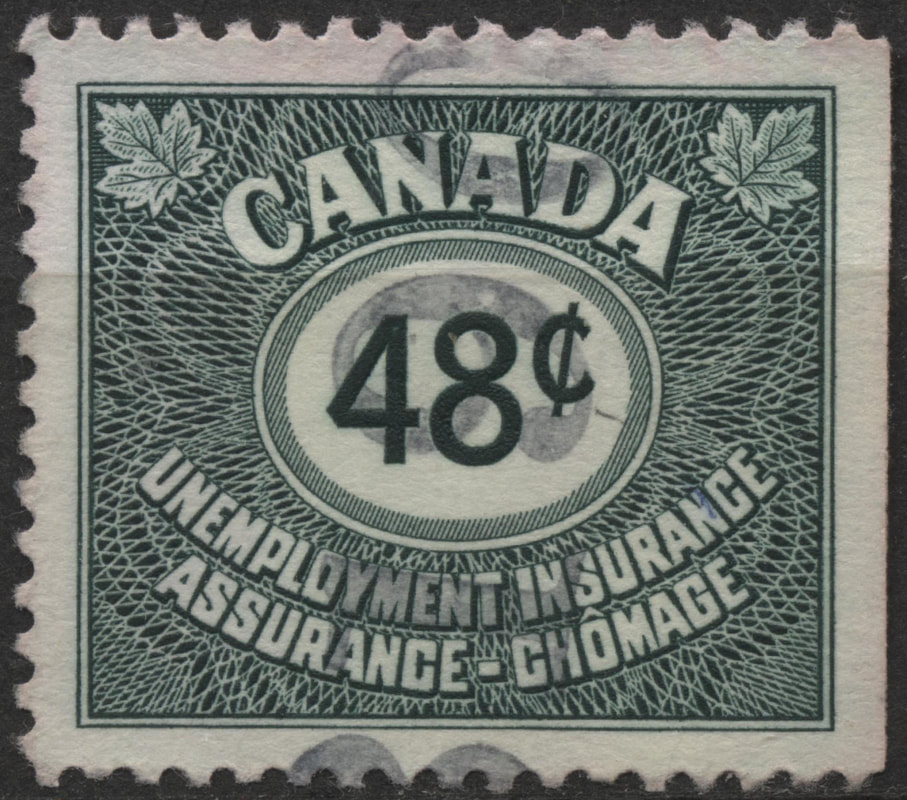 CANADA
48¢
UNEMPLOYMENT INSURANCE
ASSURANCE - CHÔMAGE